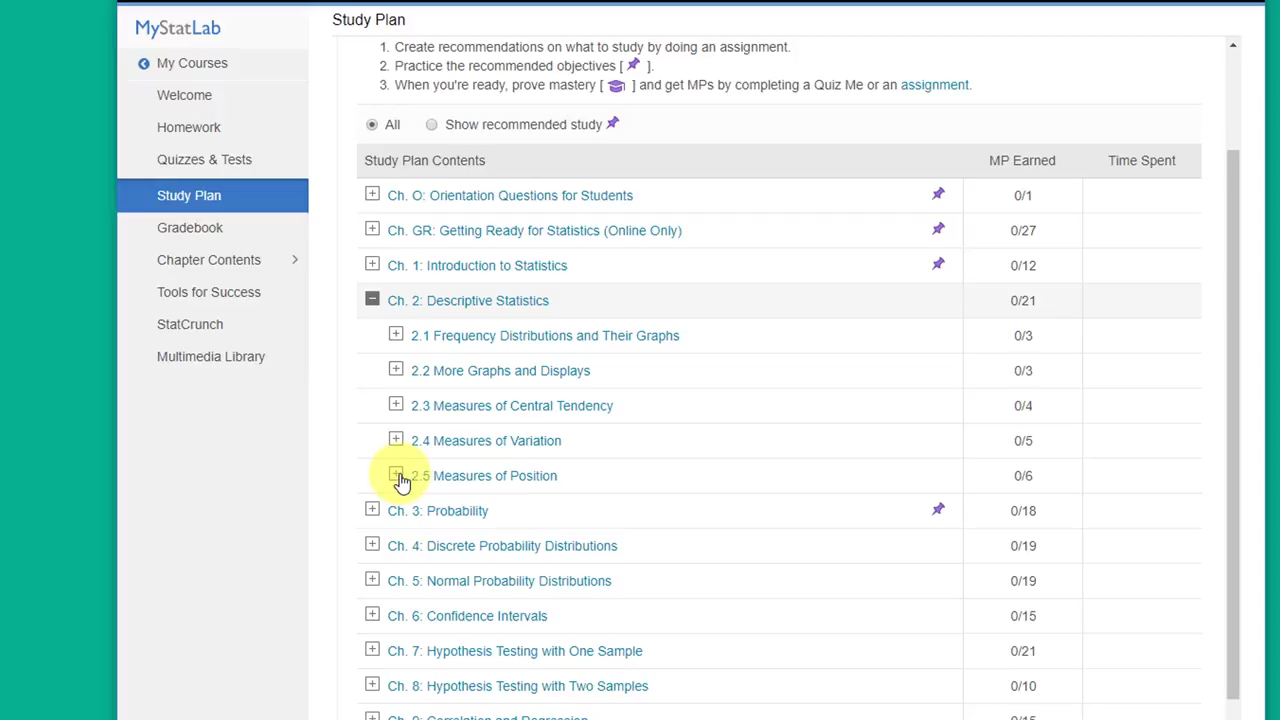 MyStatLab
Study Plan
My Courses
Welcome
Homework
Quizzes & Tests
Study Plan
Gradebook
Chapter Contents
Tools for Success
StatCrunch
Multimedia Library
1. Create recommendations on what to study by doing an assignment.
2. Practice the recommended objectives [ ].
3. When you're ready, prove mastery [ ] and get MPs by completing a Quiz Me or an assignment.
All Show recommended study
Study Plan Contents MP Earned Time Spent
Ch. O: Orientation Questions for Students 0/1
Ch. GR: Getting Ready for Statistics (Online Only) 0/27
Ch. 1: Introduction to Statistics 0/12
Ch. 2: Descriptive Statistics 0/21
2.1 Frequency Distributions and Their Graphs 0/3
2.2 More Graphs and Displays 0/3
2.3 Measures of Central Tendency 0/4
2.4 Measures of Variation 0/5
2.5 Measures of Position 0/6
Ch. 3: Probability 0/18
Ch. 4: Discrete Probability Distributions 0/19
Ch. 5: Normal Probability Distributions 0/19
Ch. 6: Confidence Intervals 0/15
Ch. 7: Hypothesis Testing with One Sample 0/21
Ch. 8: Hypothesis Testing with Two Samples 0/10
Ch. 9: Correlation and Regression 0/15